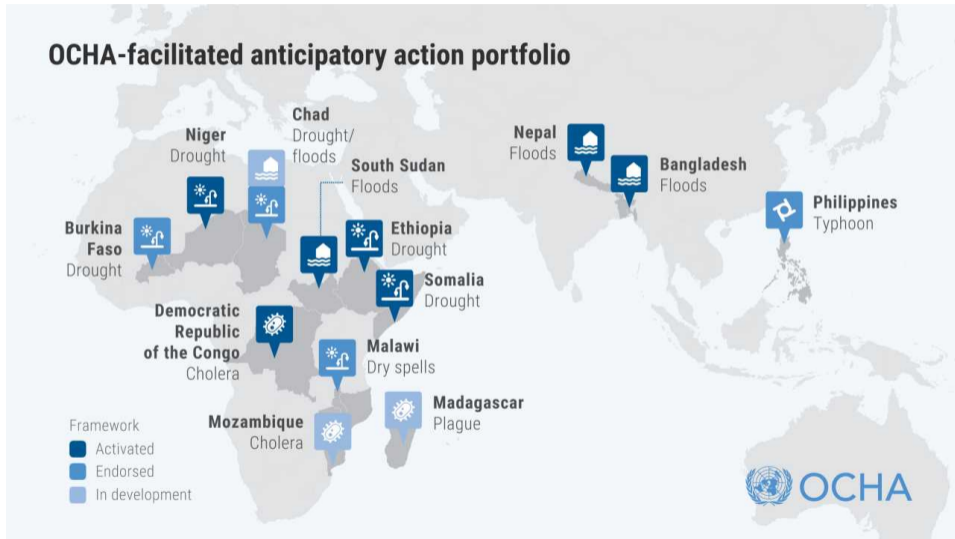 OCHA-facilitated anticipatory action portfolio
Chad
Drought/
floods
Niger
Drought
South Sudan
Floods
Burkina
Faso
Drought
Ethiopia
Drought
Somalia
Drought
Democratic
Republic
of the Congo
Cholera
Malawi
Dry spells
Mozambique
Cholera
Madagascar
Plague
Nepal
Floods
Bangladesh
Floods
Philippines
Typhoon
Framework
Activated
Endorsed
In development
OCHA